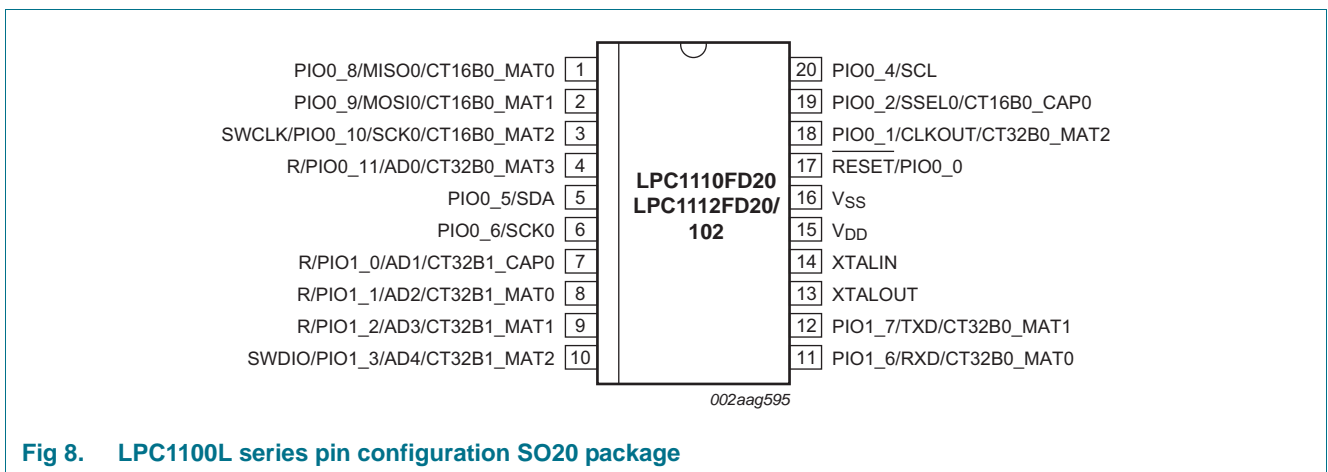 PIO0_8/MISO0/CT16B0_MAT0 1
PIO0_9/MOSI0/CT16B0_MAT1 2
SWCLK/PIO0_10/SCK0/CT16B0_MAT2 3
R/PIO0_11/AD0/CT32B0_MAT3 4
PIO0_5/SDA 5
PIO0_6/SCK0 6
R/PIO1_0/AD1/CT32B1_CAP0 7
R/PIO1_1/AD2/CT32B1_MAT0 8
R/PIO1_2/AD3/CT32B1_MAT1 9
SWDIO/PIO1_3/AD4/CT32B1_MAT2 10
LPC1110FD20
LPC1112FD20/
102
20 PIO0_4/SCL
19 PIO0_2/SSEL0/CT16B0_CAP0
18 PIO0_1/CLKOUT/CT32B0_MAT2
17 RESET/PIO0_0
16 VSS
15 VDD
14 XTALIN
13 XTALOUT
12 PIO1_7/TXD/CT32B0_MAT1
11 PIO1_6/RXD/CT32B0_MAT0
002aag595
Fig 8. LPC1100L series pin configuration SO20 package